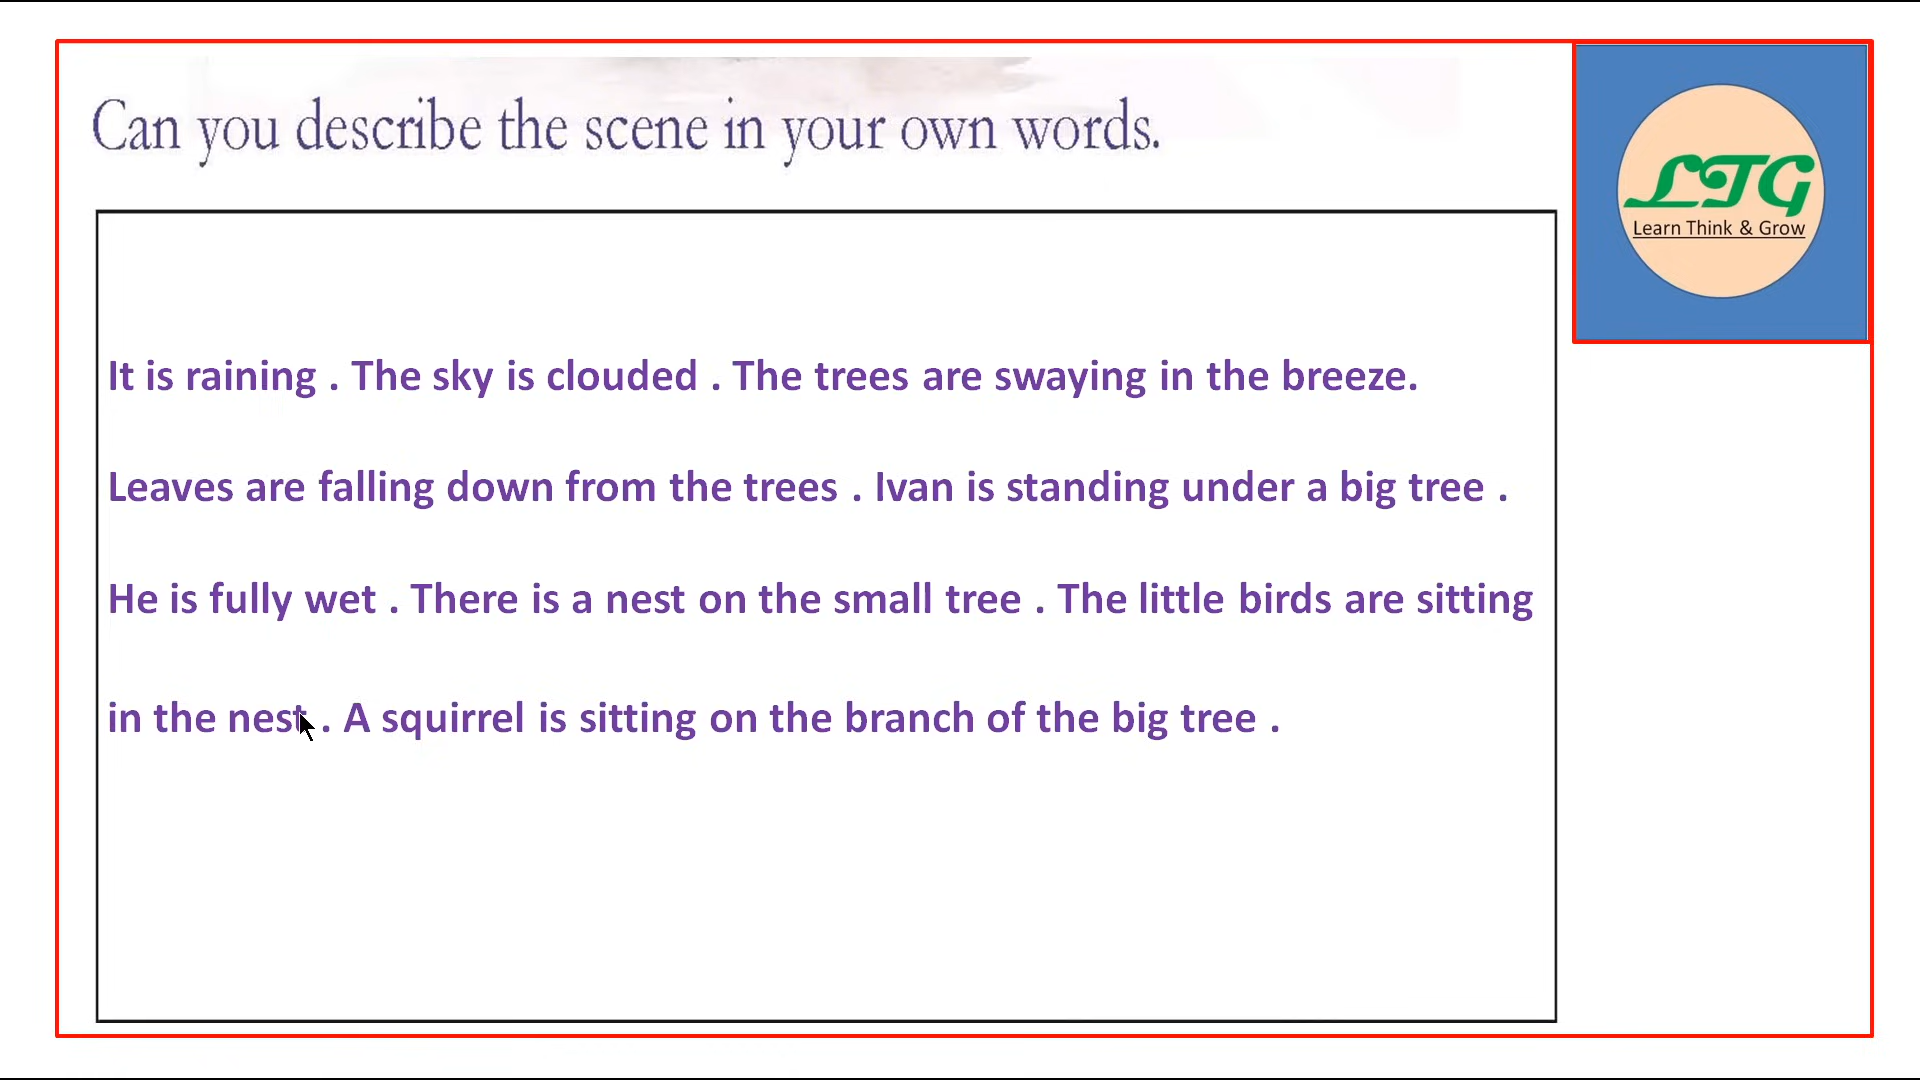 Can you describe the scene in your own words.
LTG
Learn Think & Grow
It is raining . The sky is clouded . The trees are swaying in the breeze.
Leaves are falling down from the trees . Ivan is standing under a big tree .
He is fully wet . There is a nest on the small tree . The little birds are sitting
in the nest . A squirrel is sitting on the branch of the big tree .